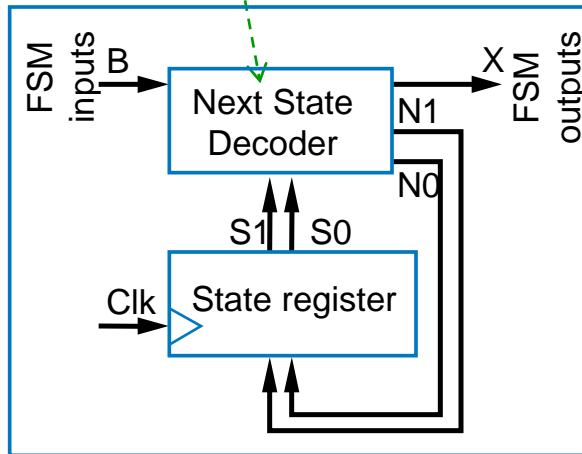 FSM
inputs
B
Next State
Decoder
X
FSM
outputs
N1
N0
S1
S0
Clk
State register